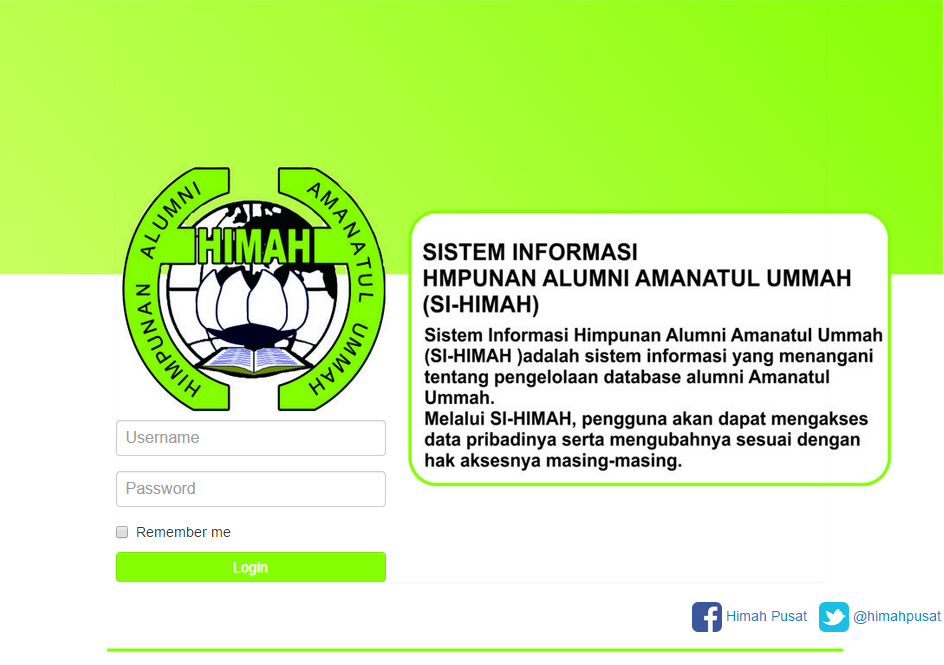 HIMPUNAN ALUMNI
AMANATUL UMMAH
HIMAH
SISTEM INFORMASI
HMPUNAN ALUMNI AMANATUL UMMAH
(SI-HIMAH)
Sistem Informasi Himpunan Alumni Amanatul Ummah
(SI-HIMAH )adalah sistem informasi yang menangani
tentang pengelolaan database alumni Amanatul
Ummah.
Melalui SI-HIMAH, pengguna akan dapat mengakses
data pribadinya serta mengubahnya sesuai dengan
hak aksesnya masing-masing.
Username
Password
Remember me
Login
Himah Pusat
@himahpusat